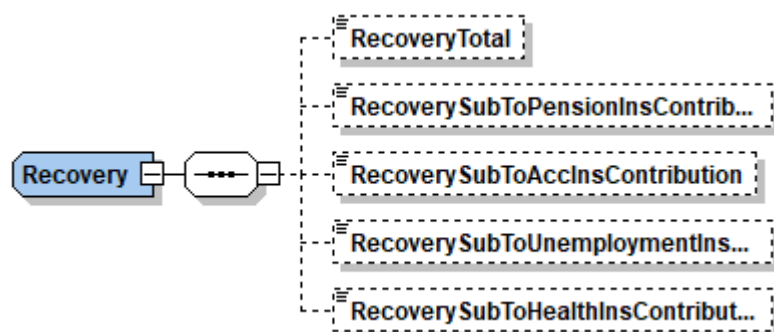 RecoveryTotal
RecoverySubToPensionInsContrib...
Recovery
RecoverySubToAccInsContribution
RecoverySubToUnemploymentIns...
RecoverySubToHealthInsContribut...